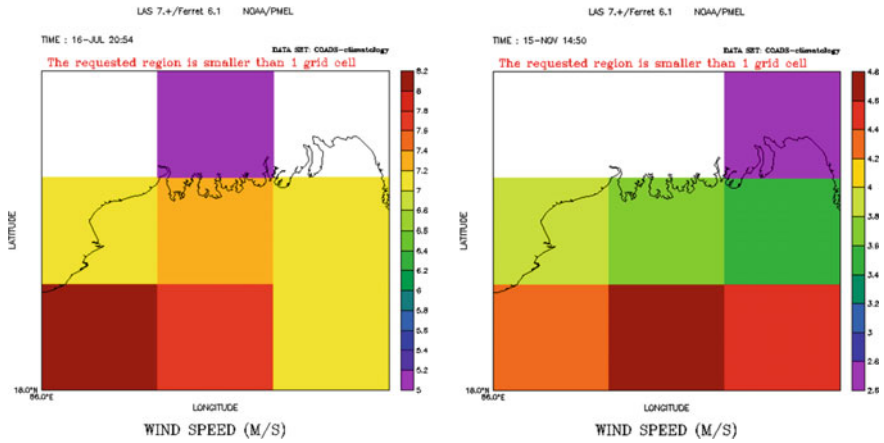 LAS 7.+/Ferret 6.1 NOAA/PMEL
TIME : 16-JUL 20:54
DATA SET: COADS-climatology
The requested region is smaller than 1 grid cell
8.2
8
7.8
7.6
7.4
7.2
7
6.8
6.6
6.4
6.2
6
5.8
5.6
5.4
5.2
5
LATITUDE
18.0°N
86.0°E
LONGITUDE
WIND SPEED (M/S)
LAS 7.+/Ferret 6.1 NOAA/PMEL
TIME : 15-NOV 14:50
DATA SET: COADS-climatology
The requested region is smaller than 1 grid cell
4.8
4.6
4.4
4.2
4
3.8
3.6
3.4
3.2
3
2.8
2.6
LATITUDE
18.0°N
86.0°E
LONGITUDE
WIND SPEED (M/S)